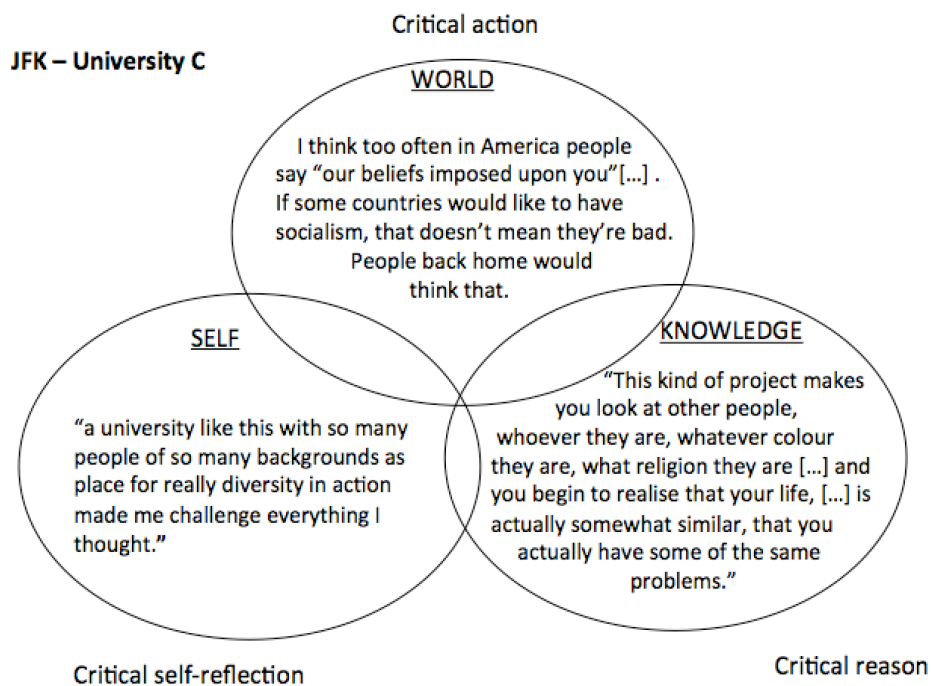 Critical action
JFK – University C
WORLD
I think too often in America people
say “our beliefs imposed upon you”[...] .
If some countries would like to have
socialism, that doesn’t mean they’re bad.
People back home would
think that.
SELF
“a university like this with so many
people of so many backgrounds as
place for really diversity in action
made me challenge everything I
thought.”
KNOWLEDGE
“This kind of project makes
you look at other people,
whoever they are, whatever colour
they are, what religion they are [...] and
you begin to realise that your life, [...] is
actually somewhat similar, that you
actually have some of the same
problems.”
Critical self-reflection
Critical reason